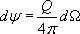 dψ = Q/4π dΩ